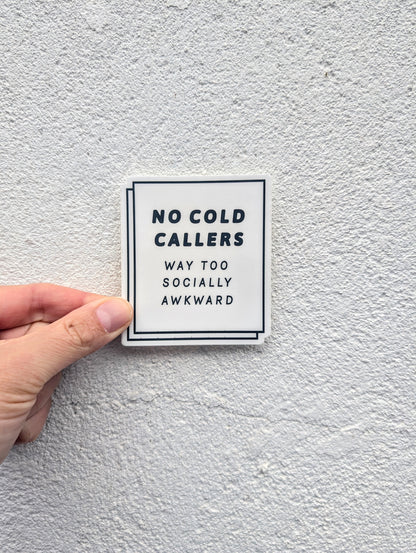 NO COLD
CALLERS
WAY TOO
SOCIALLY
AWKWARD